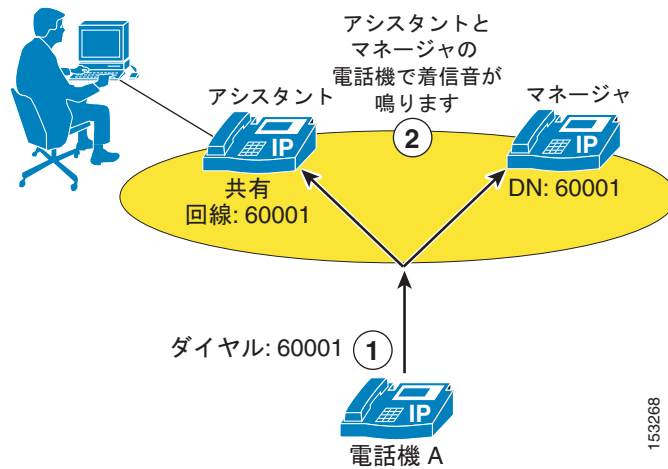 アシスタントと
マネージャの
電話機で着信音が
鳴ります
2
アシスタント
IP
共有
回線: 60001
マネージャ
IP
DN: 60001
ダイヤル: 60001
1
IP
電話機 A
153268